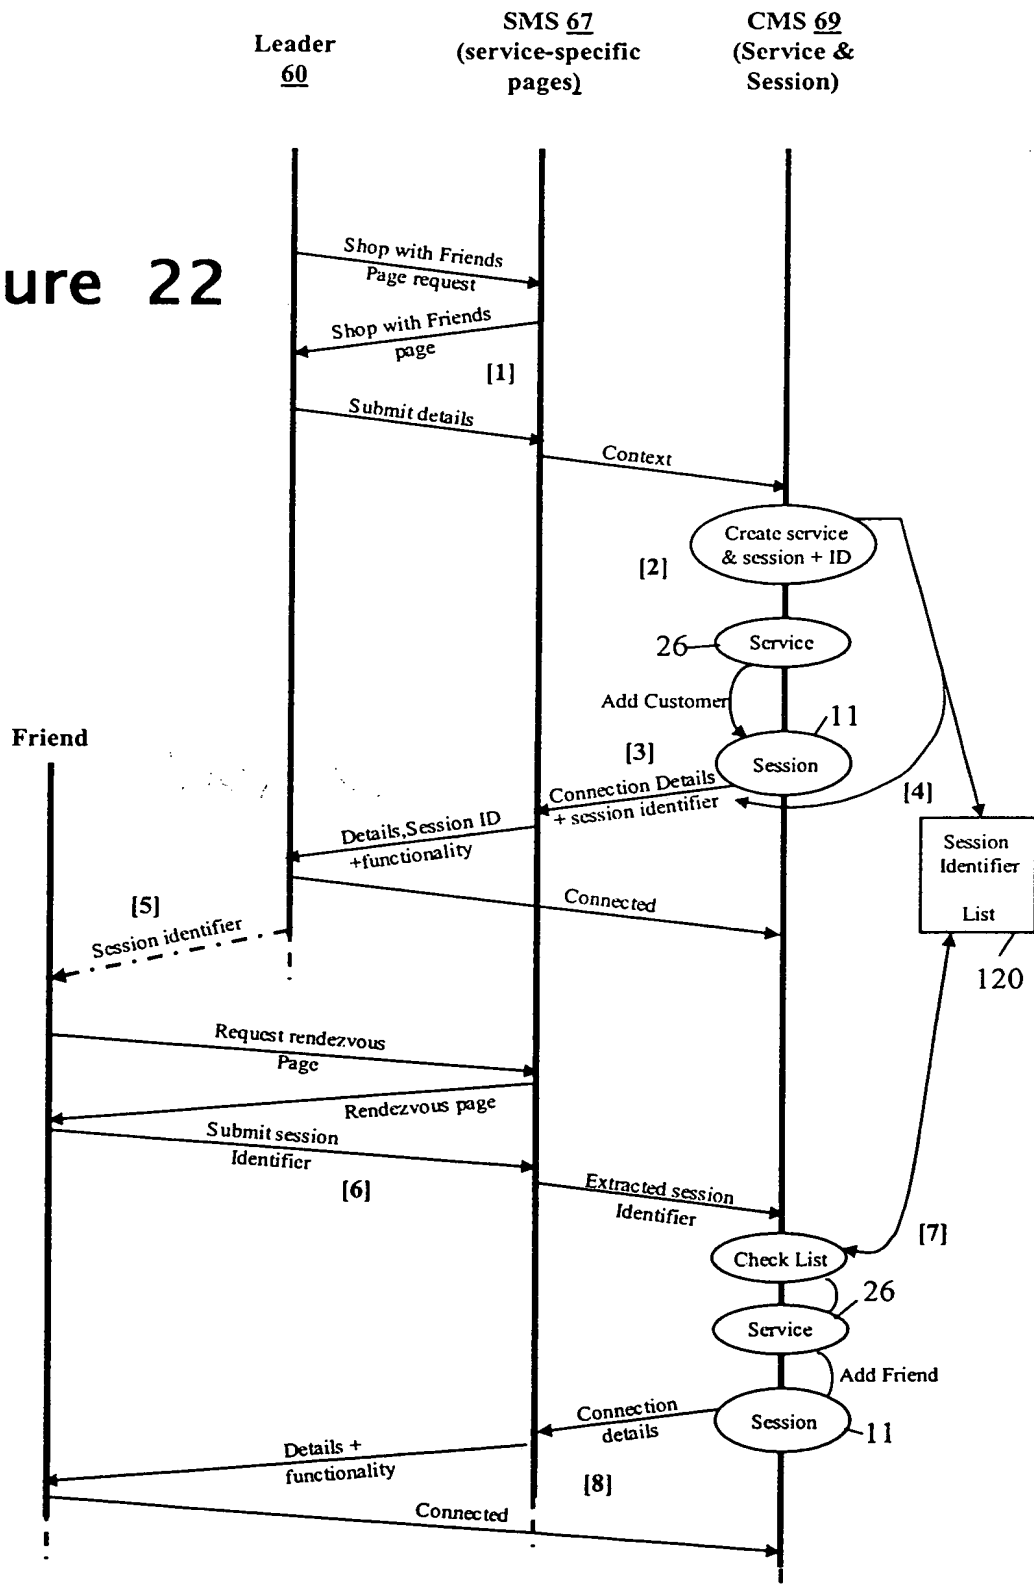 SMS 67
(service-specific
pages)
CMS 69
(Service &
Session)
Leader
60
ure 22
Shop with Friends
Page request
Shop with Friends
page
[1]
Submit details
Context
Create service
& session + ID
[2]
26
Service
Add Customer
11
[3]
Session
Connection Details
+ session identifier
[4]
Friend
Details,Session ID
+functionality
Session
Identifier
List
120
Connected
[5]
Session identifier
Request rendezvous
Page
Rendezvous page
Submit session
Identifier
[6]
Extracted session
Identifier
[7]
Check List
26
Service
Add Friend
Session
11
Connection
details
Details +
functionality
[8]
Connected